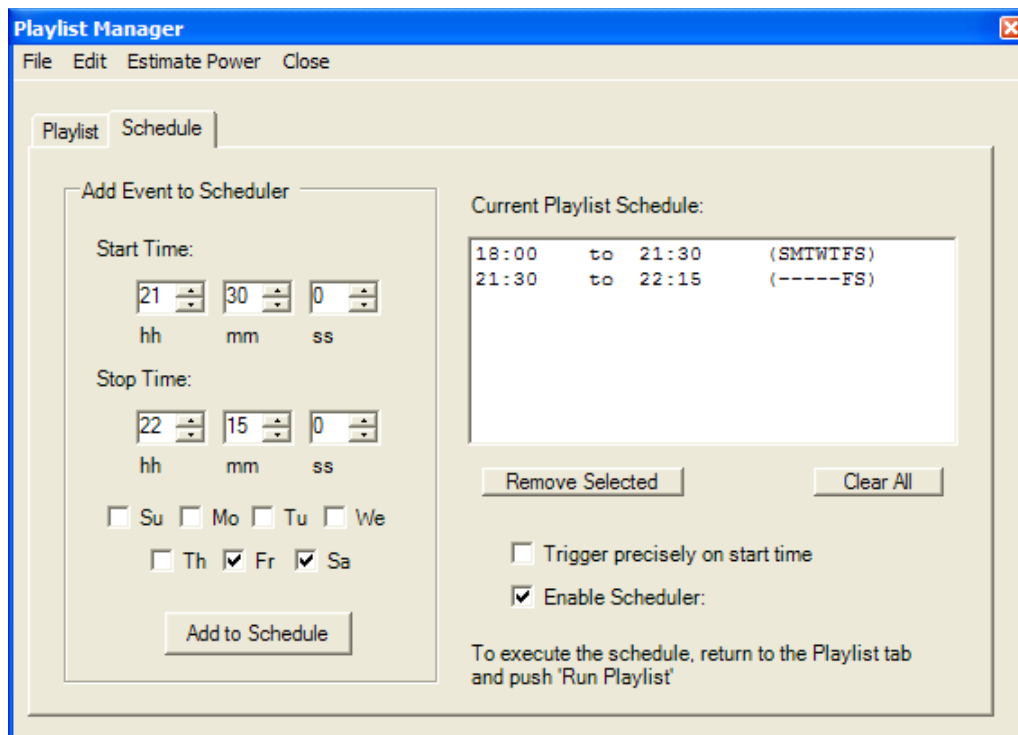 Playlist Manager
File Edit Estimate Power Close
Playlist Schedule
Add Event to Scheduler
Start Time:
21 30 0
hh mm ss
Stop Time:
22 15 0
hh mm ss
Su Mo Tu We
Th Fr Sa
Add to Schedule
Current Playlist Schedule:
18:00 to 21:30 (SMTWTFS)
21:30 to 22:15 (-----FS)
Remove Selected Clear All
Trigger precisely on start time
Enable Scheduler:
To execute the schedule, return to the Playlist tab
and push 'Run Playlist'